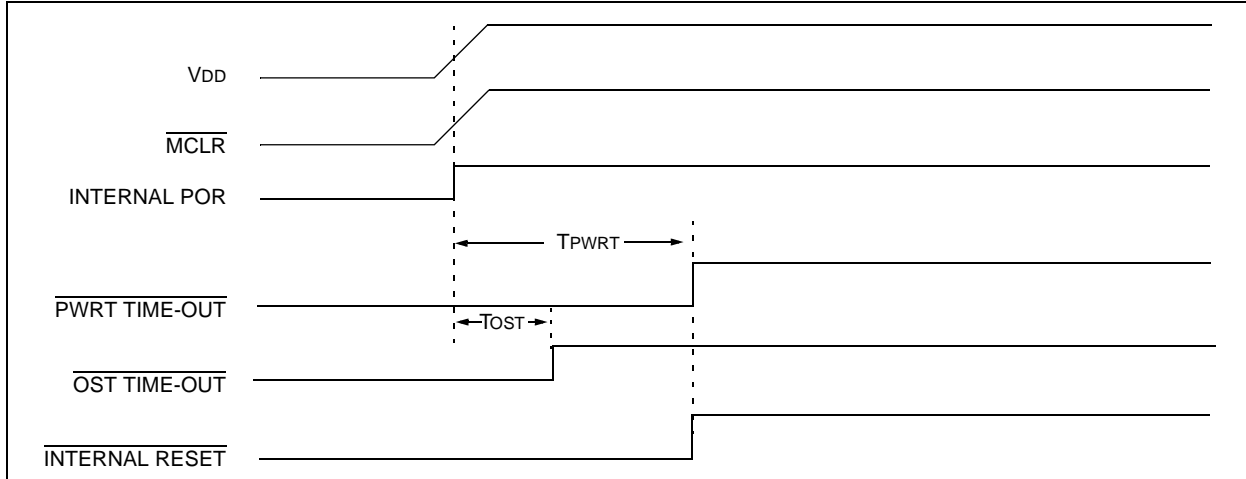 VDD
MCLR
INTERNAL POR
TPWRT
PWRT TIME-OUT
TOST
OST TIME-OUT
INTERNAL RESET